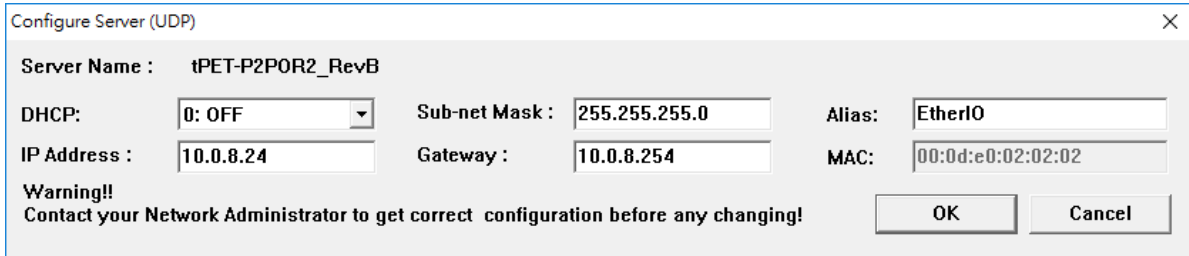 Configure Server (UDP)
Server Name : tPET-P2POR2_RevB
DHCP: 0: OFF Sub-net Mask : 255.255.255.0 Alias: EtherIO
IP Address : 10.0.8.24 Gateway : 10.0.8.254 MAC: 00:0d:e0:02:02:02
Warning!!
Contact your Network Administrator to get correct configuration before any changing!
OK Cancel